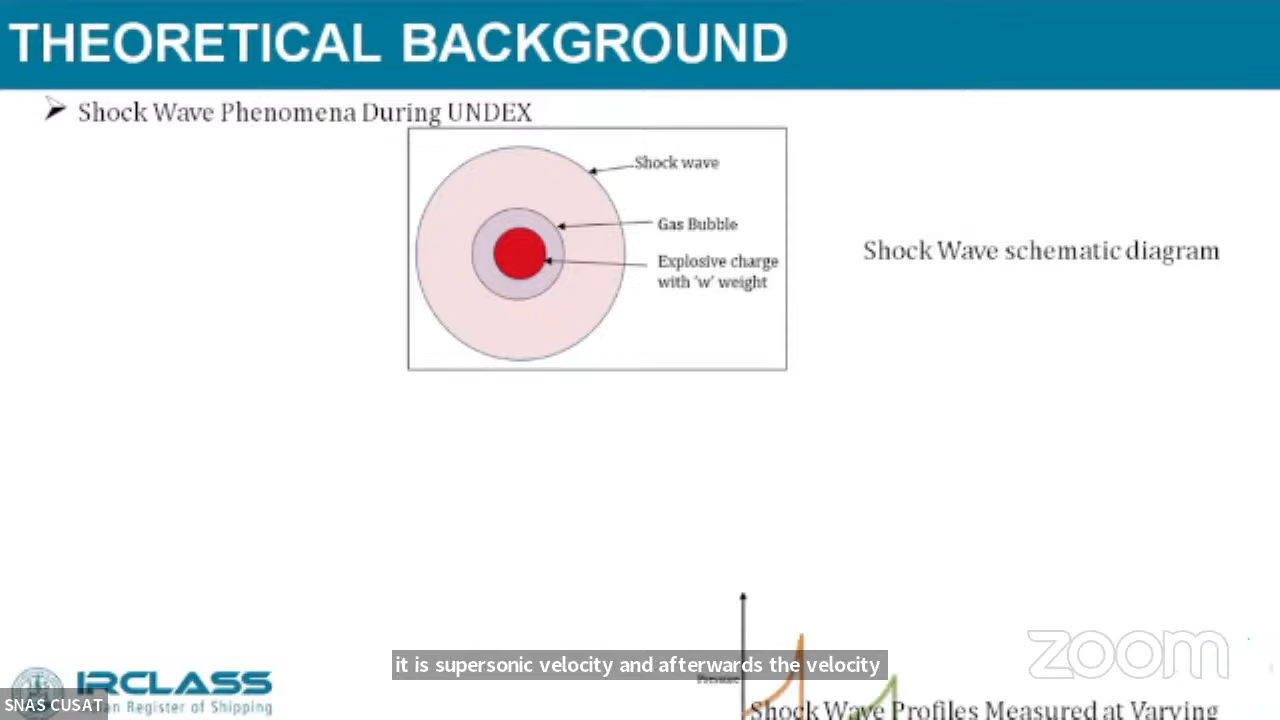 THEORETICAL BACKGROUND
Shock Wave Phenomena During UNDEX
Shock wave
Gas Bubble
Explosive charge
with ‘w’ weight
Shock Wave schematic diagram
zoom
it is supersonic velocity and afterwards the velocity
Pressure
IRCLASS
an Register of Shipping
SNAS CUSAT
Shock Wave Profiles Measured at Varying